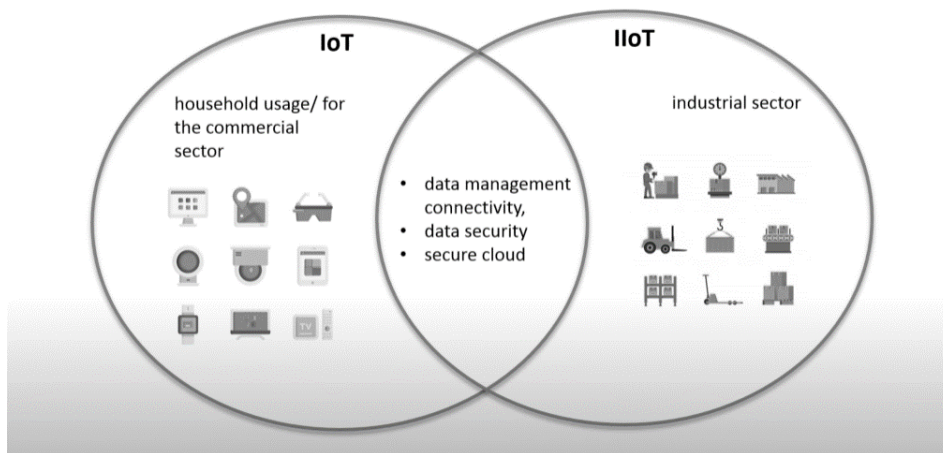 IoT
IIoT
household usage/ for
the commercial
sector
industrial sector
• data management
connectivity,
• data security
• secure cloud
TV